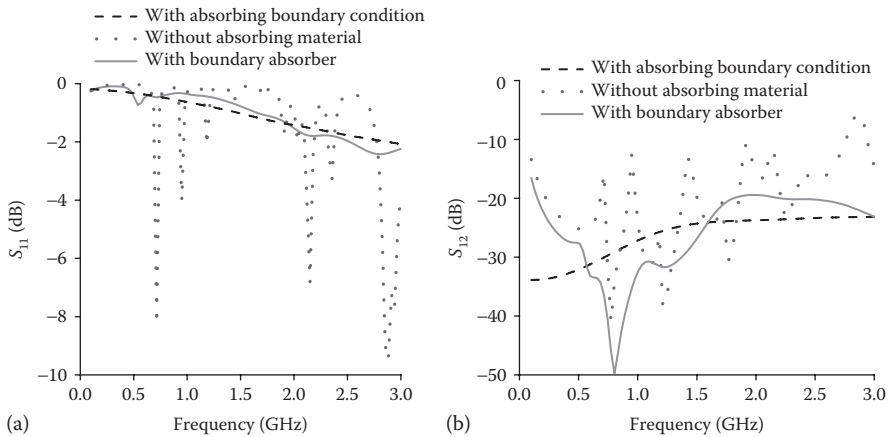 With absorbing boundary condition
Without absorbing material
With boundary absorber
0
−2
−4
−6
−8
−10
S11 (dB)
0.0
0.5
1.0
1.5
2.0
2.5
3.0
Frequency (GHz)
(a)
With absorbing boundary condition
Without absorbing material
With boundary absorber
0
−10
−20
−30
−40
−50
S12 (dB)
0.0
0.5
1.0
1.5
2.0
2.5
3.0
Frequency (GHz)
(b)